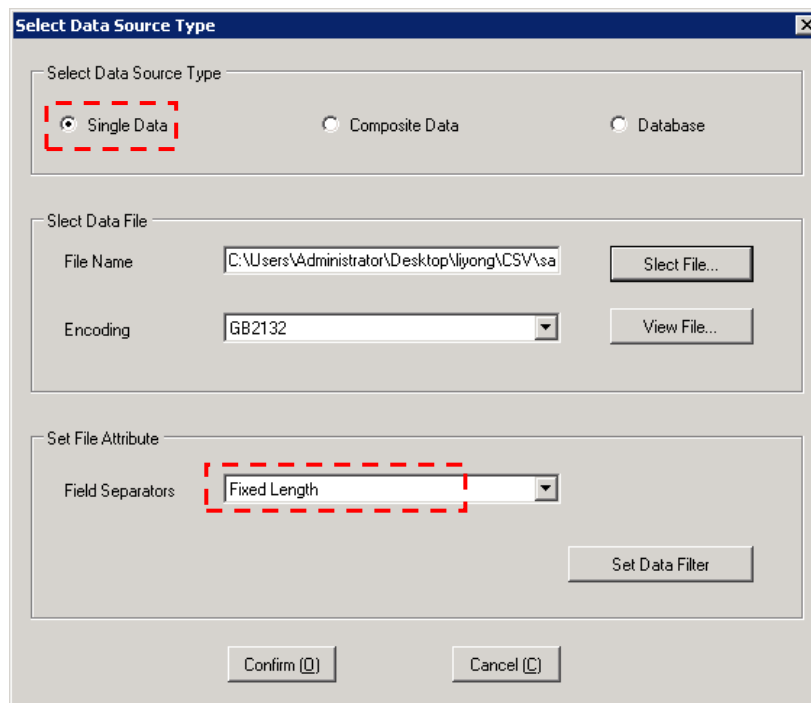 Select Data Source Type
Select Data Source Type
Single Data
Composite Data
Database
Slect Data File
File Name
C:\Users\Administrator\Desktop\liyong\CSV\sa
Slect File...
Encoding
GB2132
View File...
Set File Attribute
Field Separators
Fixed Length
Set Data Filter
Confirm (O)
Cancel (C)